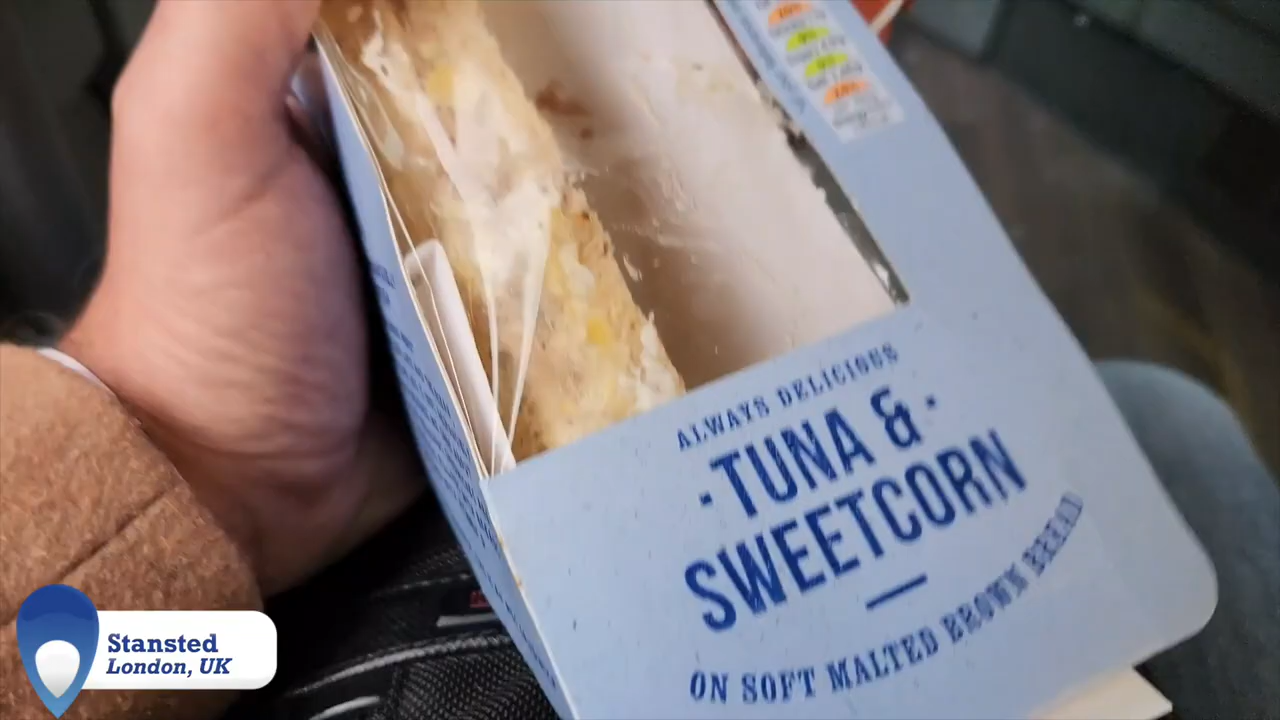 ALWAYS DELICIOUS
· TUNA & ·
SWEETCORN
ON SOFT MALTED BROWN BREAD
Stansted
London, UK